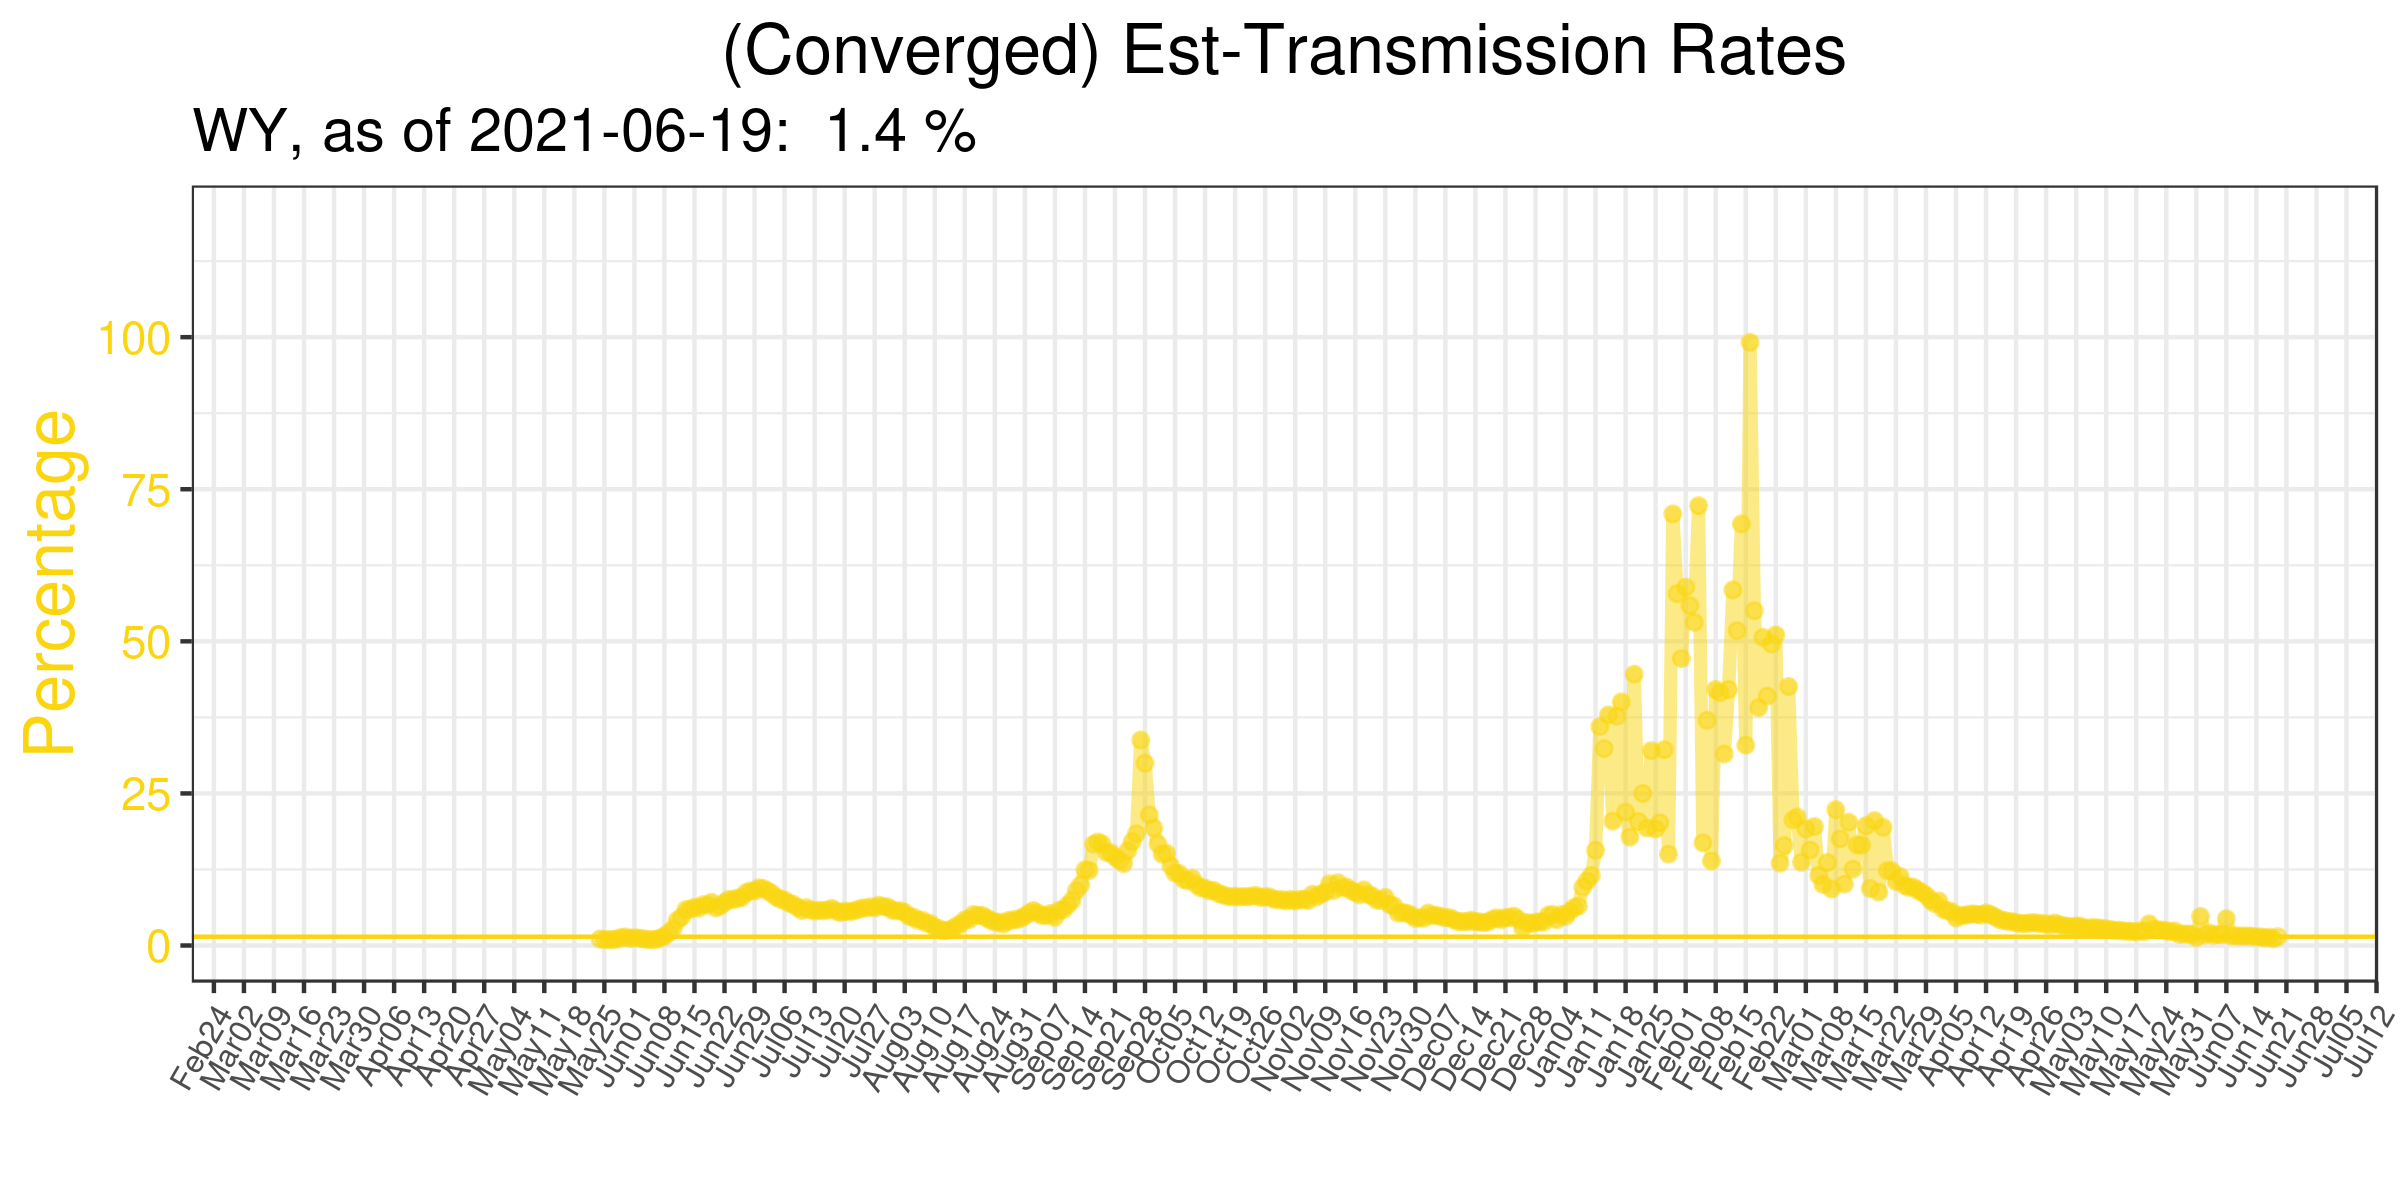 (Converged) Est-Transmission Rates
WY, as of 2021-06-19:  1.4 %
Percentage
100
75
50
25
0
Feb24
Mar02
Mar09
Mar16
Mar23
Mar30
Apr06
Apr13
Apr20
Apr27
May04
May11
May18
May25
Jun01
Jun08
Jun15
Jun22
Jun29
Jul06
Jul13
Jul20
Jul27
Aug03
Aug10
Aug17
Aug24
Aug31
Sep07
Sep14
Sep21
Sep28
Oct05
Oct12
Oct19
Oct26
Nov02
Nov09
Nov16
Nov23
Nov30
Dec07
Dec14
Dec21
Dec28
Jan04
Jan11
Jan18
Jan25
Feb01
Feb08
Feb15
Feb22
Mar01
Mar08
Mar15
Mar22
Mar29
Apr05
Apr12
Apr19
Apr26
May03
May10
May17
May24
May31
Jun07
Jun14
Jun21
Jun28
Jul05
Jul12